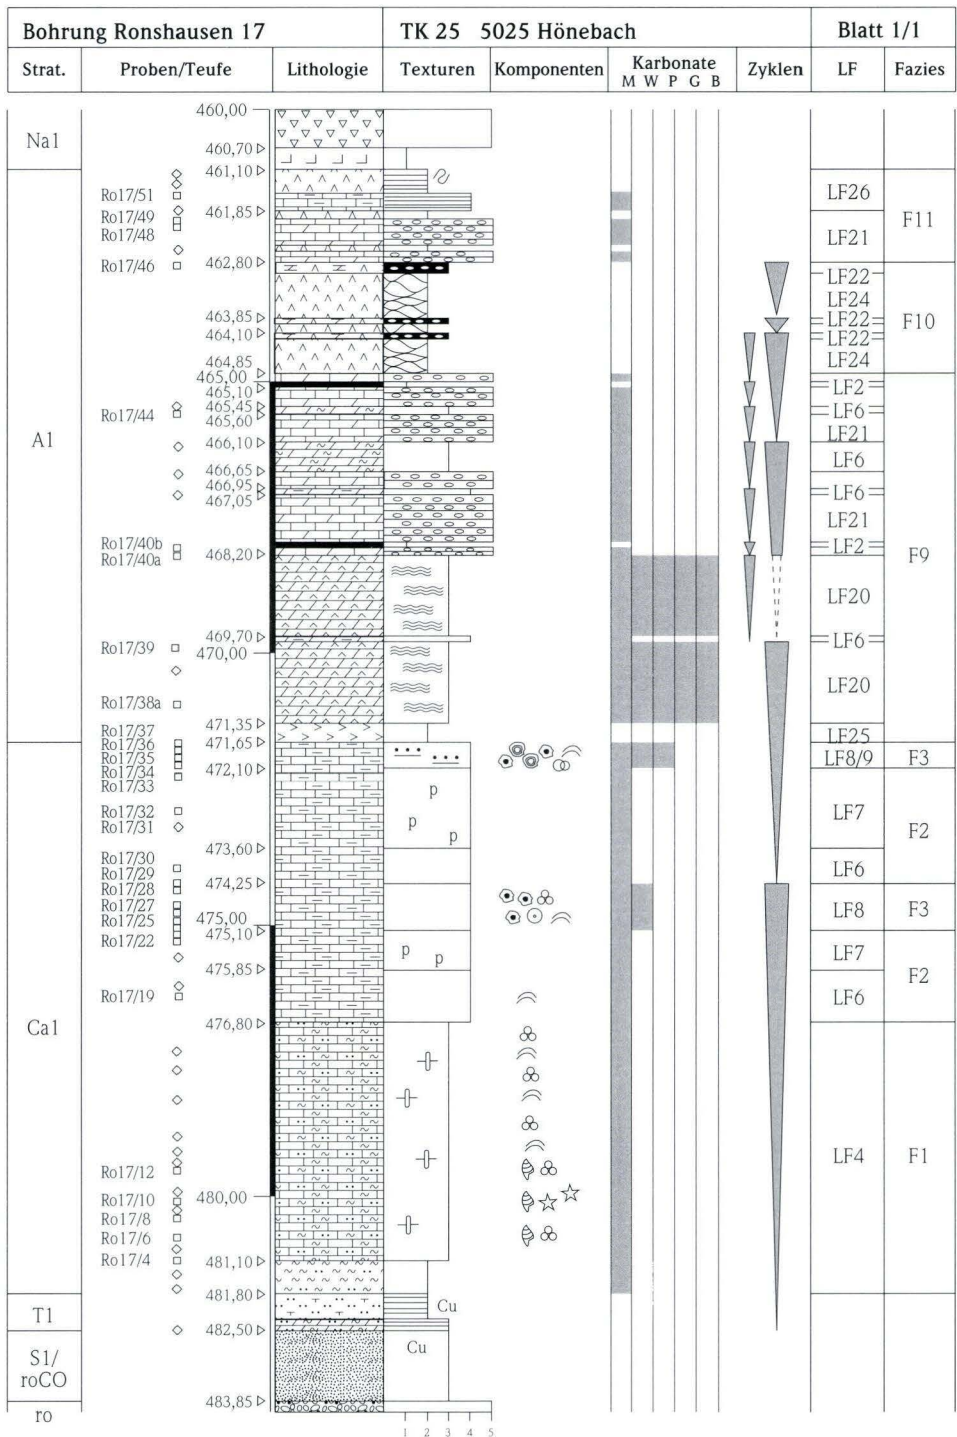 Bohrung Ronshausen 17 TK 25 5025 Hönebach Blatt 1/1
Strat. Proben/Teufe Lithologie Texturen Komponenten Karbonate Zyklen LF Fazies
M W P G B
460,00
Na1
460,70
461,10
Ro17/51 LF26
Ro17/49 461,85 F11
Ro17/48 LF21
462,80
Ro17/46 LF22
LF24
463,85 LF22 F10
464,10 LF22
464,85 LF24
465,00
465,10 LF2
465,45
Ro17/44 465,60 LF6
LF21
A1 466,10
LF6
466,65
466,95 LF6
467,05
LF21
Ro17/40b LF2
Ro17/40a 468,20 F9
LF20
469,70 LF6
Ro17/39 470,00
LF20
Ro17/38a
471,35
Ro17/37 LF25
Ro17/36 471,65
Ro17/35 LF8/9 F3
Ro17/34 472,10
Ro17/33
p
Ro17/32 LF7
Ro17/31 p
p F2
473,60
Ro17/30
Ro17/29 LF6
Ro17/28 474,25
Ro17/27 LF8 F3
Ro17/25 475,00
475,10
Ro17/22
p p LF7
475,85 F2
Ro17/19 LF6
476,80
Ca1
LF4 F1
Ro17/12
Ro17/10 480,00
Ro17/8
Ro17/6
Ro17/4 481,10
481,80
T1 Cu
482,50
Cu
S1/
roCO
483,85
ro
1 2 3 4 5